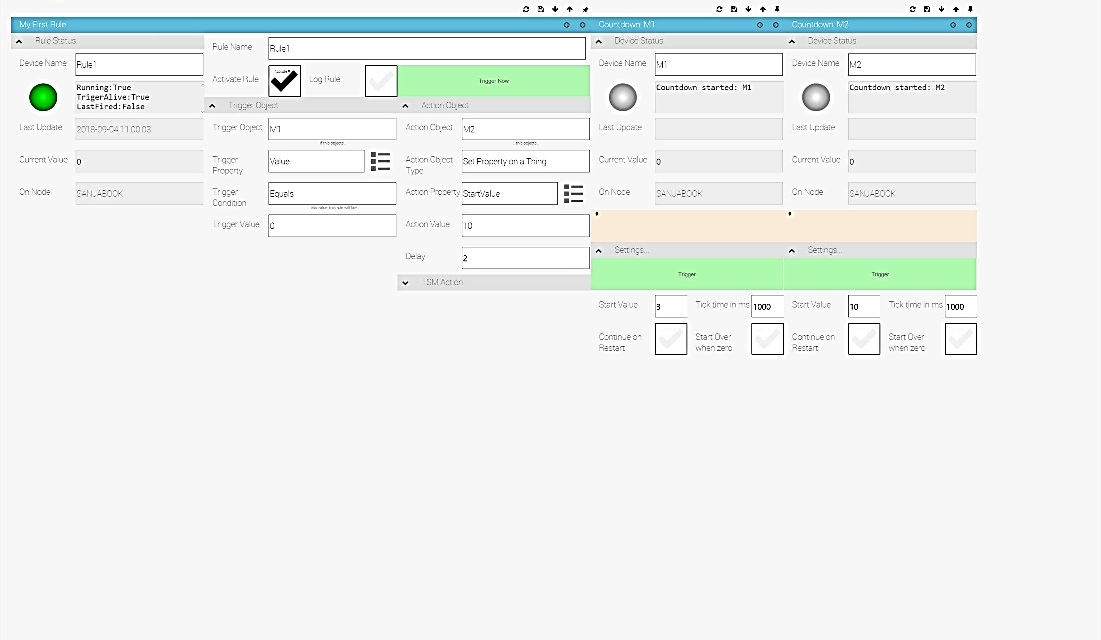 My First Rule
Rule Status
Device Name
Rule1
Running:True
TrigerAlive:True
LastFired:False
Last Update
2018-09-04 11:00:03
Current Value
0
On Node
SANJABOOK
Rule Name
Rule1
Activate Rule
Log Rule
Trigger Now
Trigger Object
Trigger Object
M1
If this objects...
Trigger
Property
Value
Trigger
Condition
Equals
Trigger Value
0
Action Object
Action Object
M2
Action Object
Type
Set Property on a Thing
Action Property
StartValue
Action Value
10
Delay
2
TSM Action
Countdown: M1
Device Status
Device Name
M1
Countdown started: M1
Last Update
Current Value
0
On Node
SANJABOOK
Settings...
Trigger
Start Value
3
Tick time in ms
1000
Continue on
Restart
Start Over
when zero
Countdown: M2
Device Status
Device Name
M2
Countdown started: M2
Last Update
Current Value
0
On Node
SANJABOOK
Settings...
Trigger
Start Value
10
Tick time in ms
1000
Continue on
Restart
Start Over
when zero